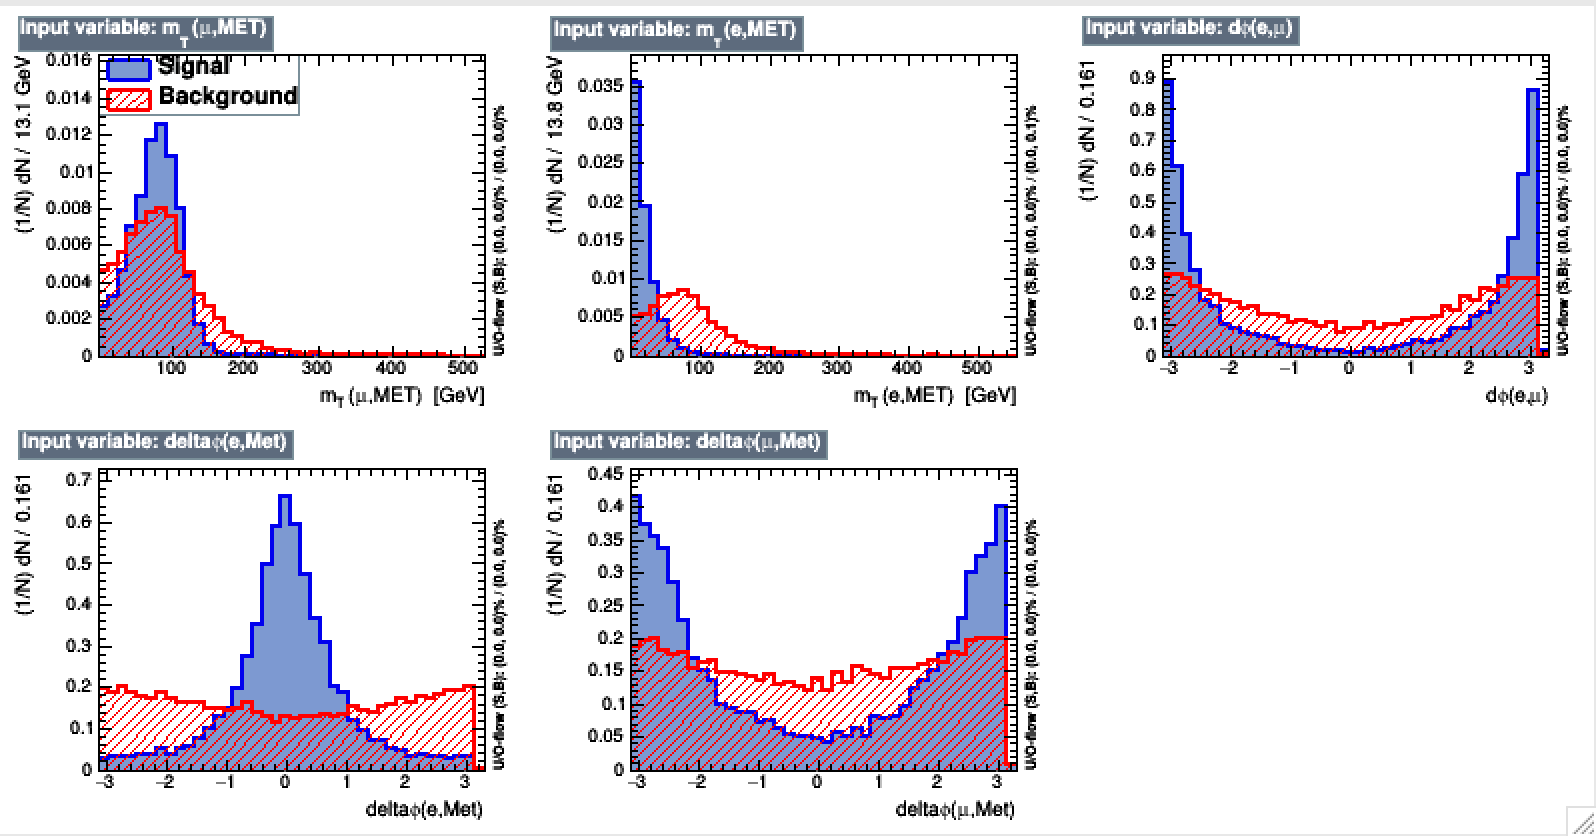 Input variable: m_T (μ,MET)
Input variable: m_T (e,MET)
Input variable: dϕ(e,μ)
(1/N) dN / 13.1 GeV
0.016
0.014
0.012
0.01
0.008
0.006
0.004
0.002
0
Signal
Background
100 200 300 400 500
m_T (μ,MET) [GeV]
U/O-flow (S,B): (0.0, 0.0)% / (0.0, 0.0)%
(1/N) dN / 13.8 GeV
0.035
0.03
0.025
0.02
0.015
0.01
0.005
0
100 200 300 400 500
m_T (e,MET) [GeV]
U/O-flow (S,B): (0.0, 0.0)% / (0.0, 0.1)%
(1/N) dN / 0.161
0.9
0.8
0.7
0.6
0.5
0.4
0.3
0.2
0.1
0
−3 −2 −1 0 1 2 3
dϕ(e,μ)
U/O-flow (S,B): (0.0, 0.0)% / (0.0, 0.0)%
Input variable: deltaϕ(e,Met)
Input variable: deltaϕ(μ,Met)
(1/N) dN / 0.161
0.7
0.6
0.5
0.4
0.3
0.2
0.1
0
−3 −2 −1 0 1 2 3
deltaϕ(e,Met)
U/O-flow (S,B): (0.0, 0.0)% / (0.0, 0.0)%
(1/N) dN / 0.161
0.45
0.4
0.35
0.3
0.25
0.2
0.15
0.1
0.05
0
−3 −2 −1 0 1 2 3
deltaϕ(μ,Met)
U/O-flow (S,B): (0.0, 0.0)% / (0.0, 0.0)%